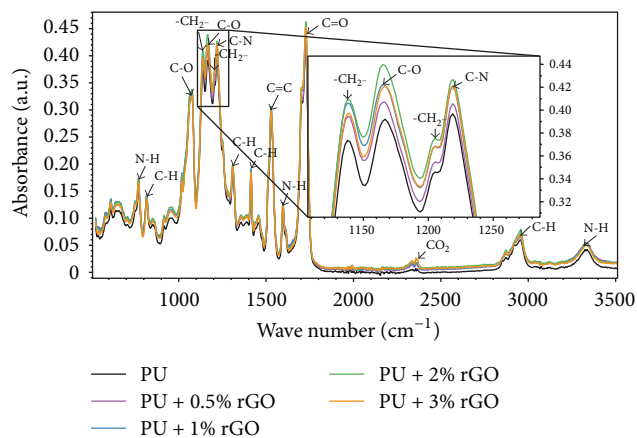 0.45
0.40
0.35
0.30
0.25
0.20
0.15
0.10
0.05
0
Absorbance (a.u.)
-CH₂-
C-O
C-N
-CH₂-
C-O
N-H
C-H
C-H
C-H
C=C
N-H
C=O
CO₂
C-H
N-H
-CH₂-
C-O
-CH₂-
C-N
0.44
0.42
0.40
0.38
0.36
0.34
0.32
1150 1200 1250
1000 1500 2000 2500 3000 3500
Wave number (cm⁻¹)
PU
PU + 0.5% rGO
PU + 1% rGO
PU + 2% rGO
PU + 3% rGO